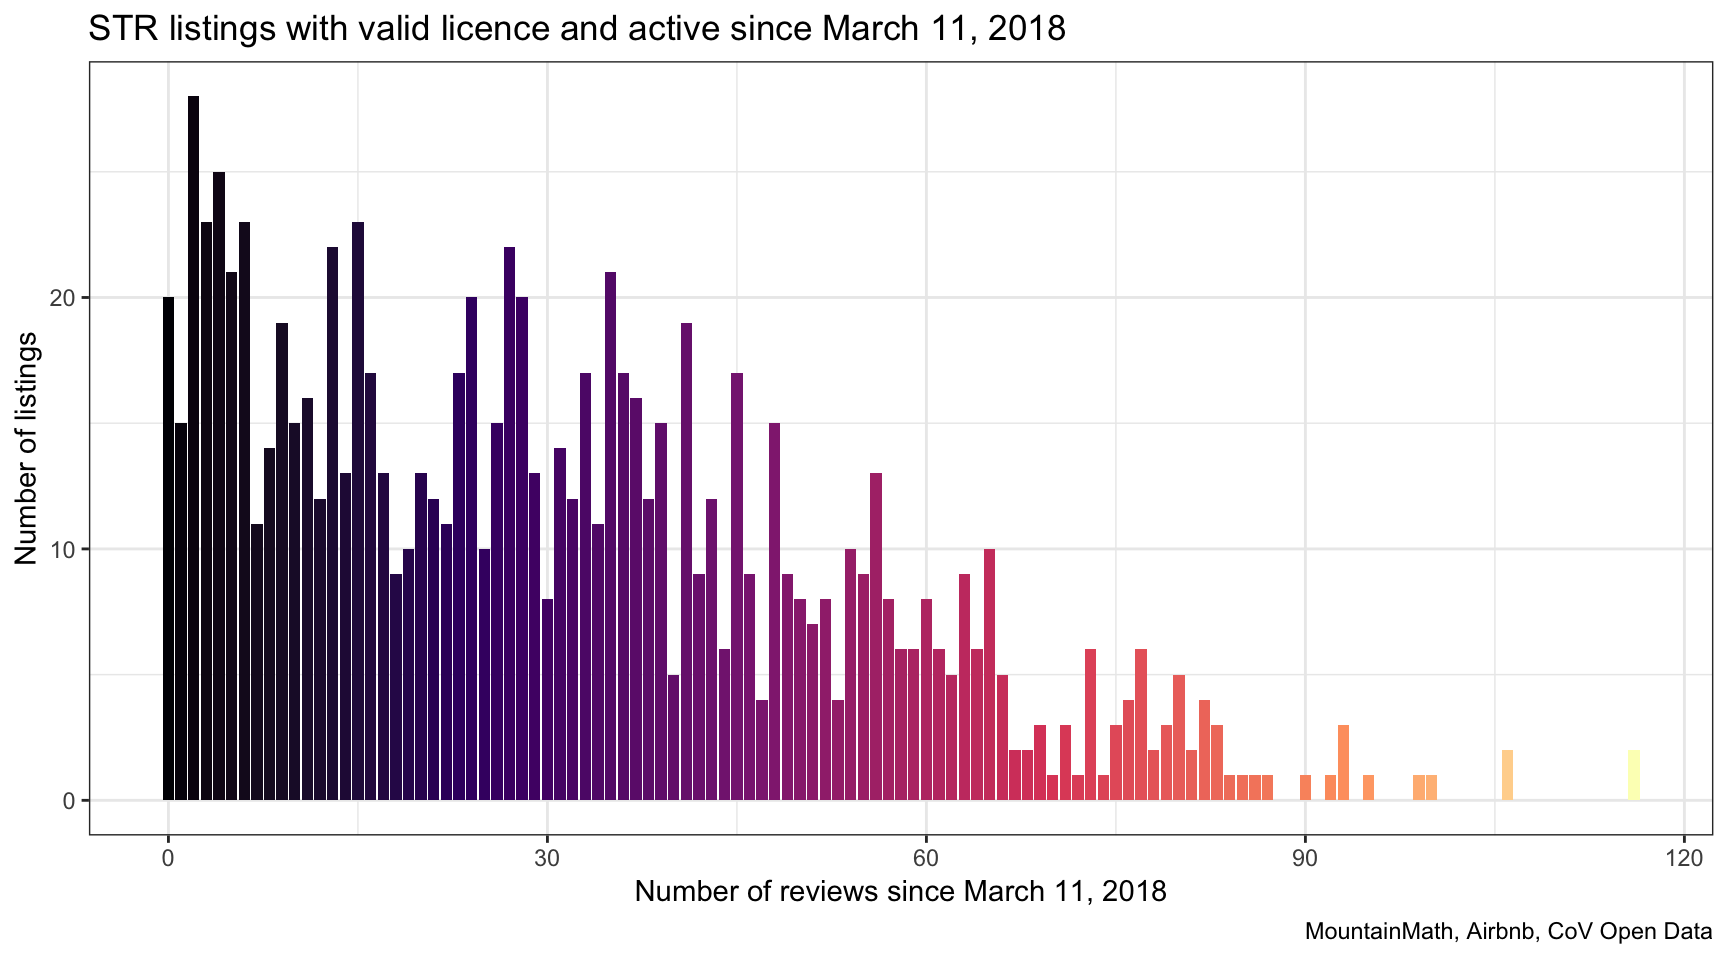 STR listings with valid licence and active since March 11, 2018
Number of listings
20
10
0
0 30 60 90 120
Number of reviews since March 11, 2018
MountainMath, Airbnb, CoV Open Data